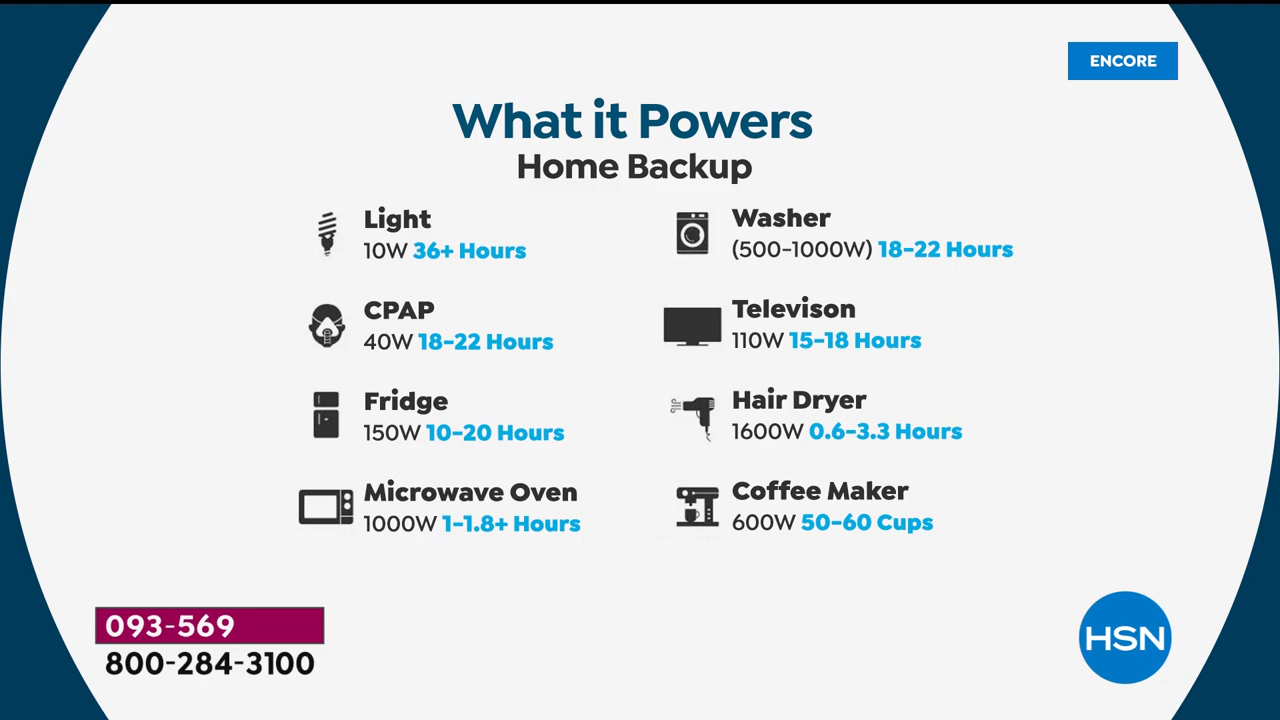 ENCORE
What it Powers
Home Backup
Light
10W 36+ Hours
CPAP
40W 18-22 Hours
Fridge
150W 10-20 Hours
Microwave Oven
1000W 1-1.8+ Hours
Washer
(500-1000W) 18-22 Hours
Televison
110W 15-18 Hours
Hair Dryer
1600W 0.6-3.3 Hours
Coffee Maker
600W 50-60 Cups
093-569
800-284-3100
HSN